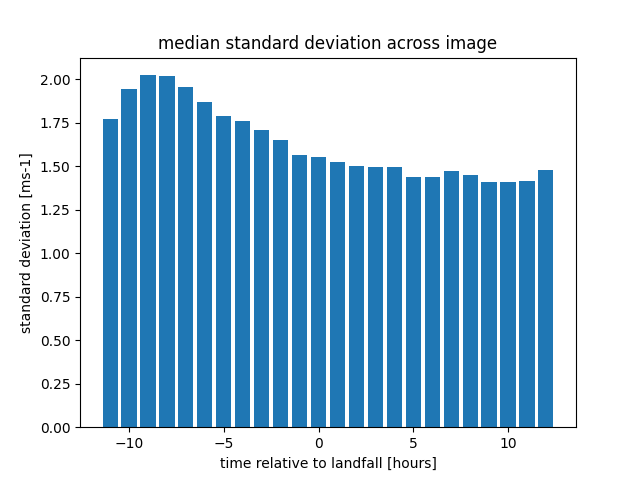 median standard deviation across image
2.00
1.75
1.50
1.25
1.00
0.75
0.50
0.25
0.00
standard deviation [ms-1]
−10 −5 0 5 10
time relative to landfall [hours]